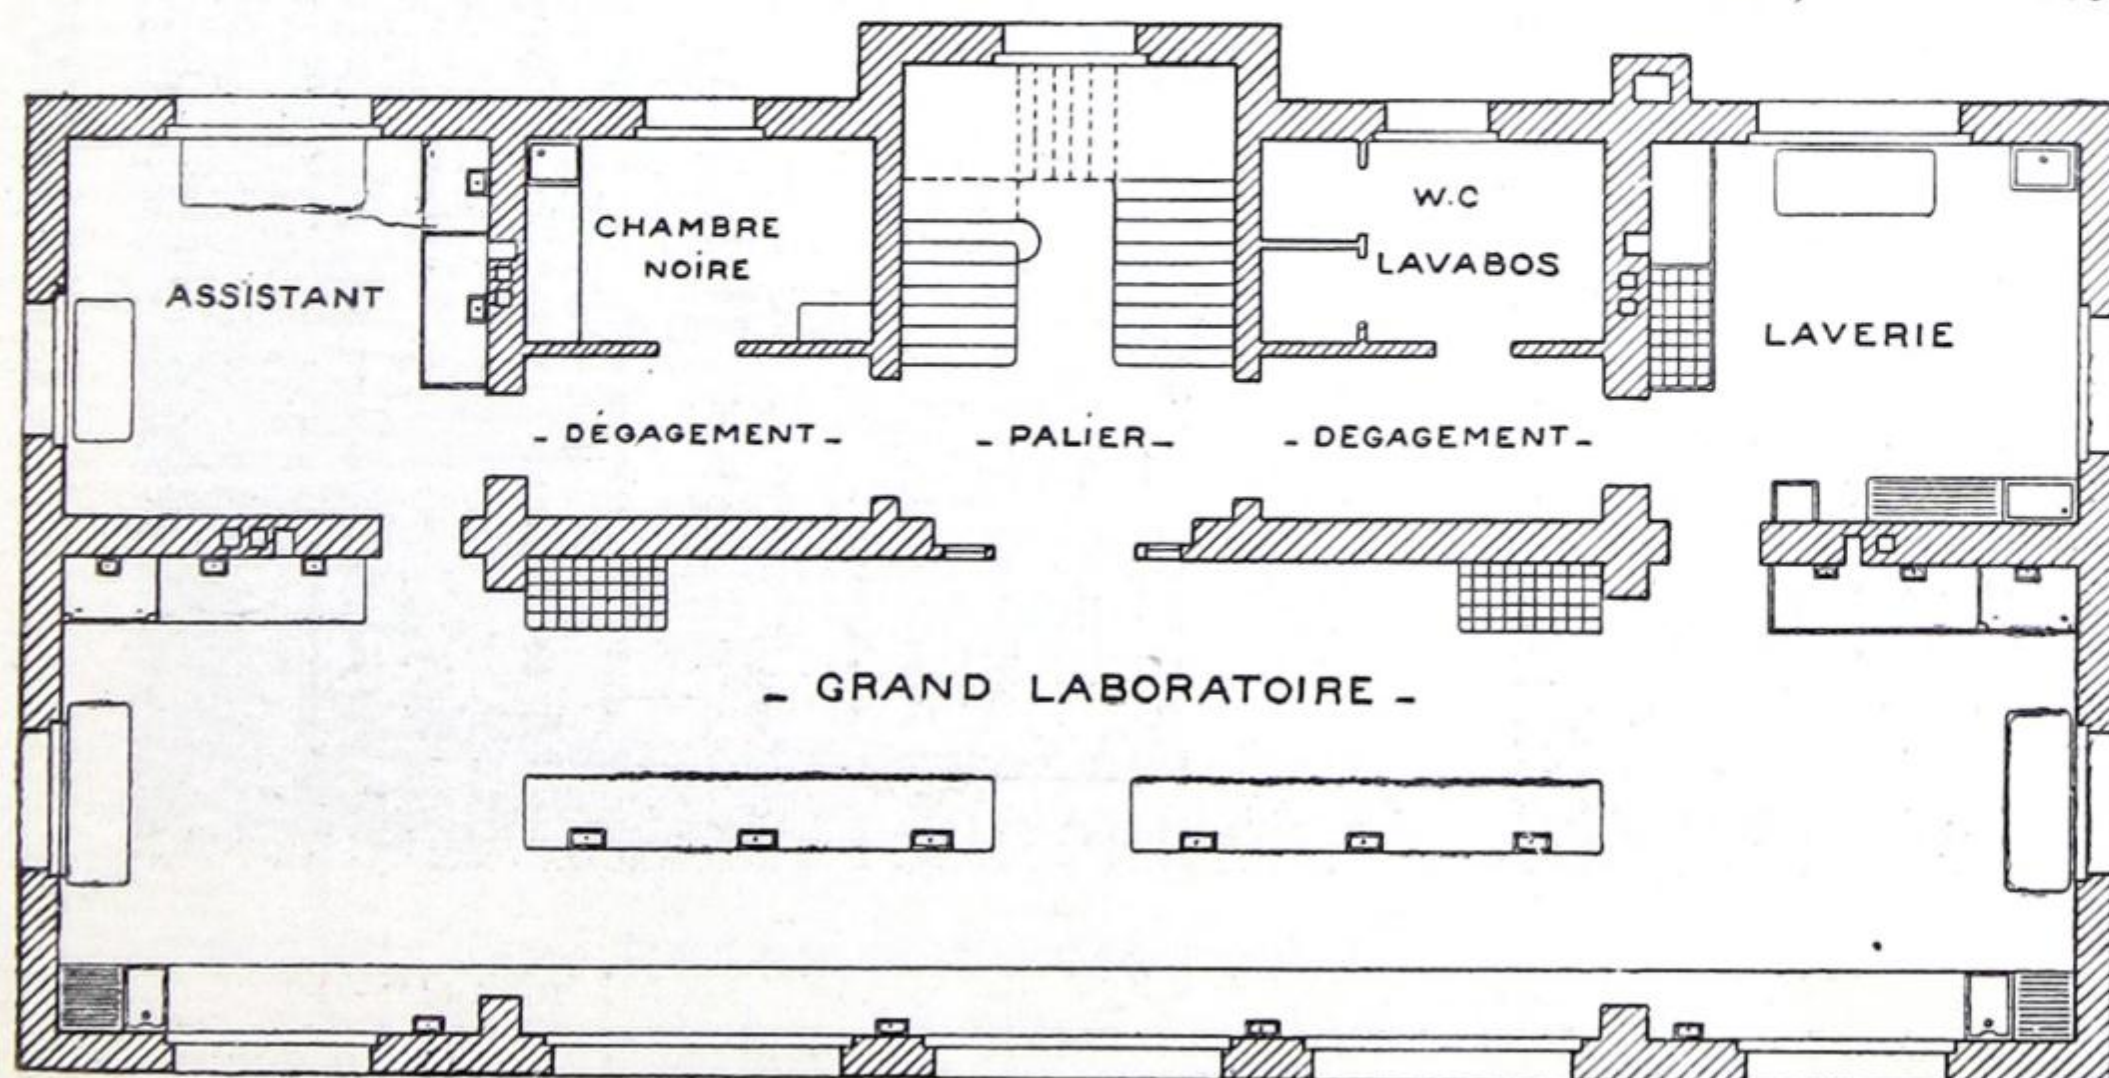 CHAMBRE
NOIRE
W.C
LAVABOS
ASSISTANT
LAVERIE
- DÉGAGEMENT -
- PALIER -
- DEGAGEMENT -
- GRAND LABORATOIRE -